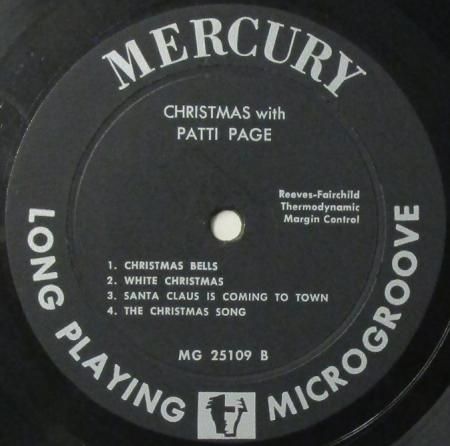 MERCURY
CHRISTMAS with
PATTI PAGE
Reeves-Fairchild
Thermodynamic
Margin Control
1. CHRISTMAS BELLS
2. WHITE CHRISTMAS
3. SANTA CLAUS IS COMING TO TOWN
4. THE CHRISTMAS SONG
MG 25109 B
LONG PLAYING MICROGROOVE